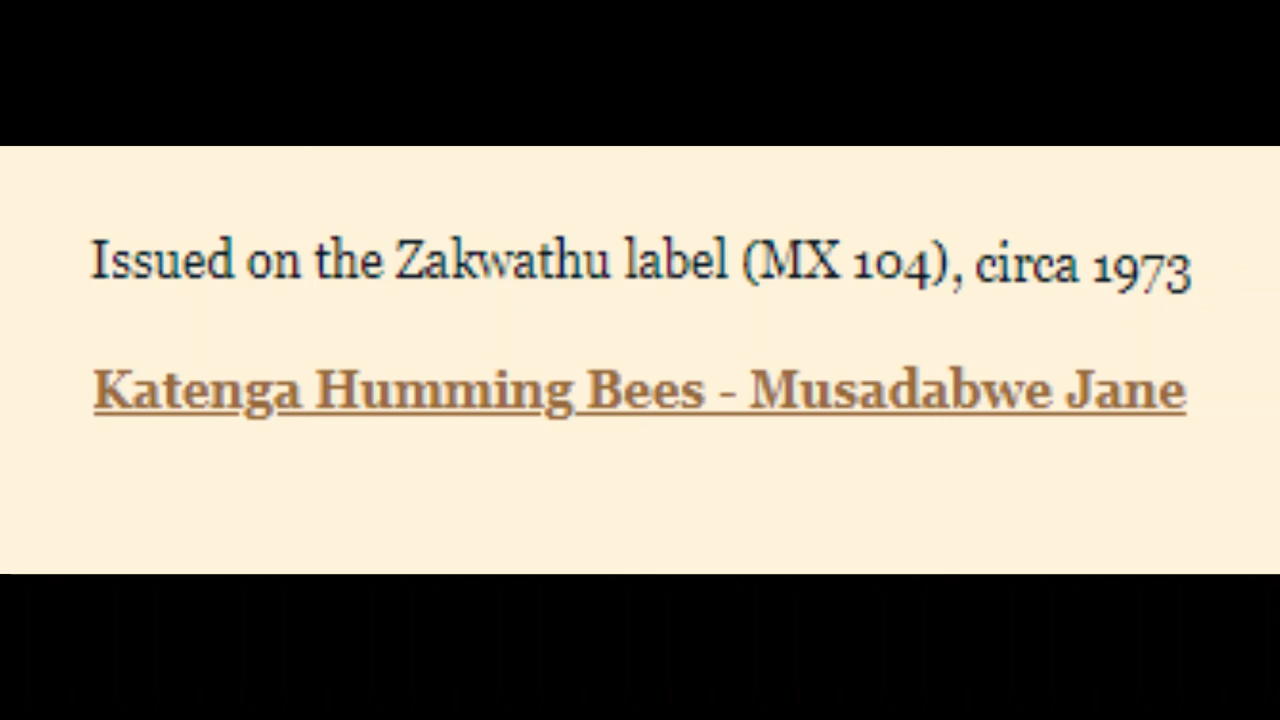 Issued on the Zakwathu label (MX 104), circa 1973
Katenga Humming Bees - Musadabwe Jane